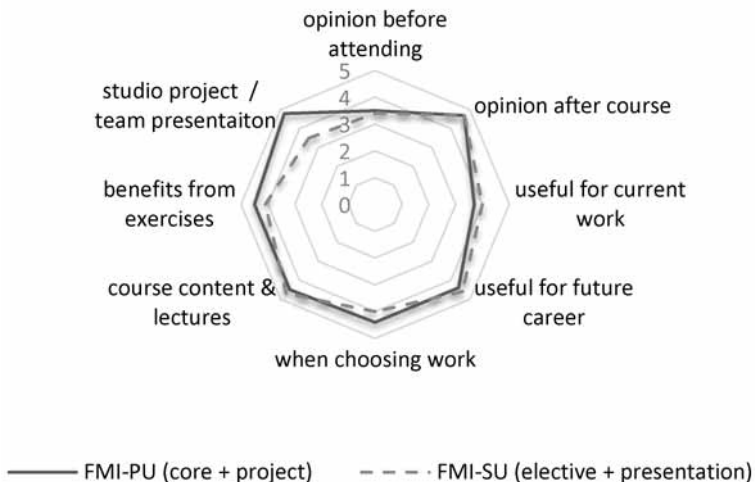 opinion before
attending
5
studio project /
4
opinion after course
team presentaiton
3
2
benefits from
1
useful for current
exercises
0
work
course content &
useful for future
lectures
career
when choosing work
FMI-PU (core + project)
FMI-SU (elective + presentation)